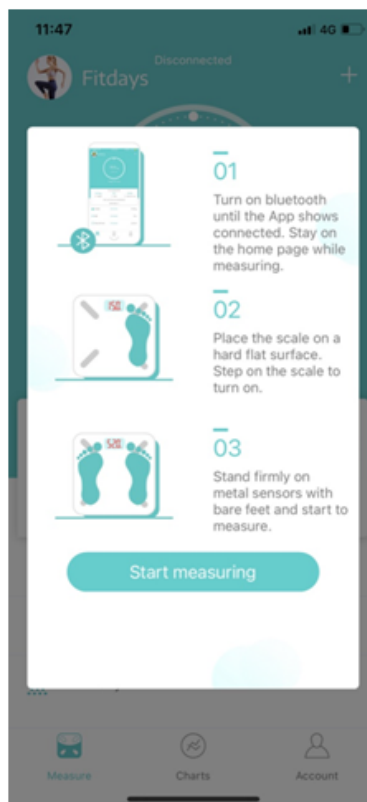 11:47
4G
Disconnected
Fitdays
+
01
Turn on bluetooth
until the App shows
connected. Stay on
the home page while
measuring.
02
Place the scale on a
hard flat surface.
Step on the scale to
turn on.
03
Stand firmly on
metal sensors with
bare feet and start to
measure.
Start measuring
Measure
Charts
Account